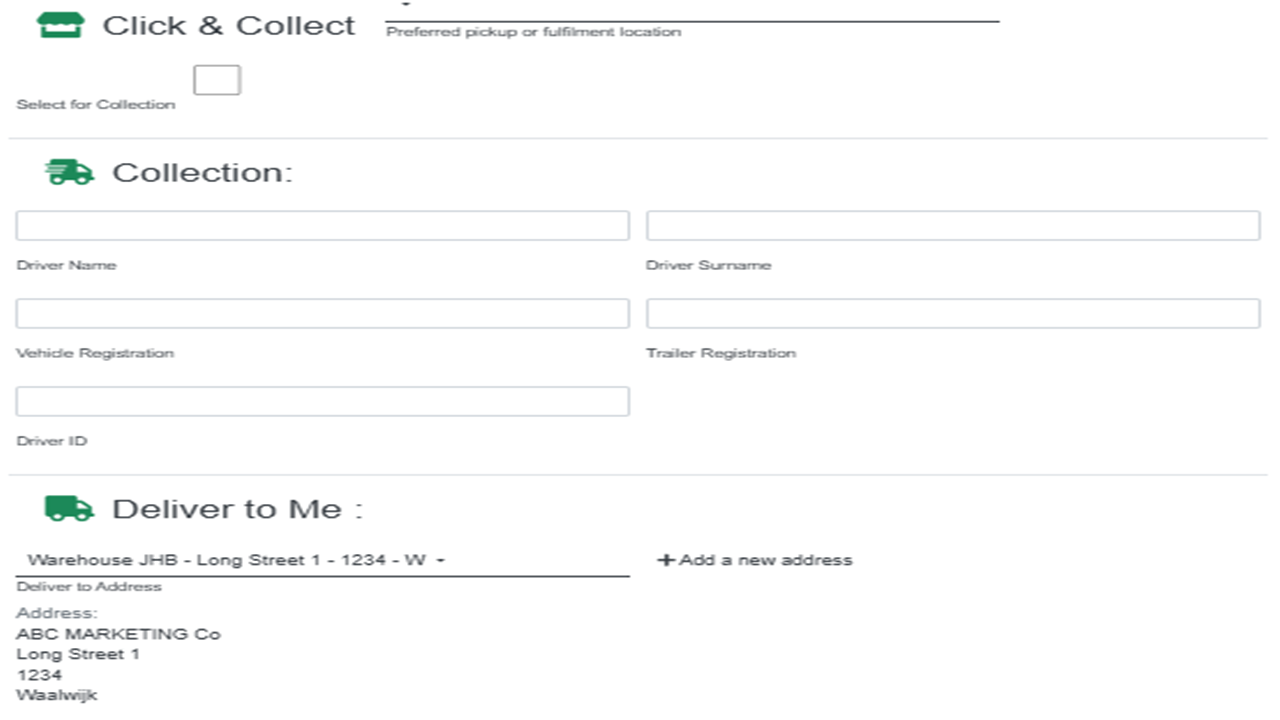 Click & Collect
Preferred pickup or fulfilment location
Select for Collection
Collection:
Driver Name
Driver Surname
Vehicle Registration
Trailer Registration
Driver ID
Deliver to Me :
Warehouse JHB - Long Street 1 - 1234 - W
+Add a new address
Deliver to Address
Address:
ABC MARKETING Co
Long Street 1
1234
Waalwijk